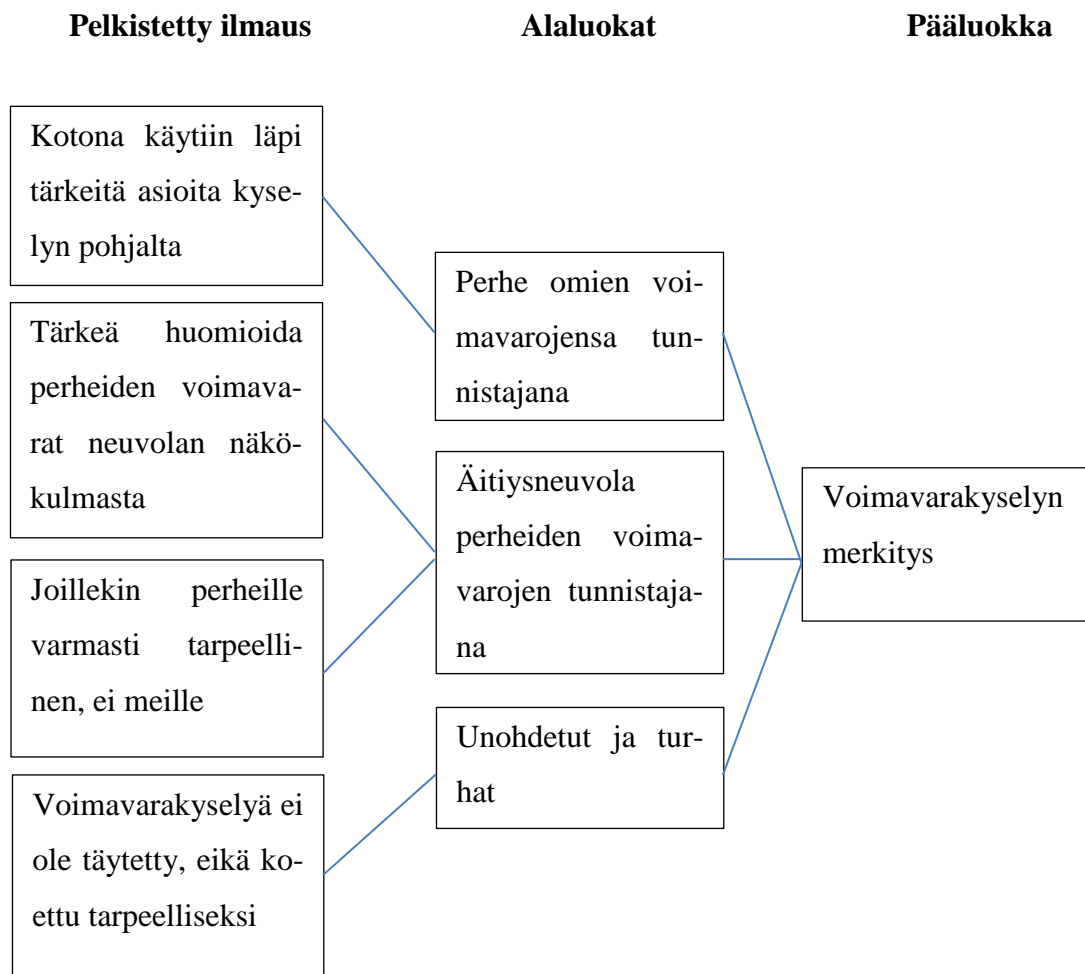 Pelkistetty ilmaus
Alaluokat
Pääluokka
Kotona käytiin läpi
tärkeitä asioita kyse-
lyn pohjalta
Tärkeä huomioida
perheiden voimava-
rat neuvolan näkö-
kulmasta
Joillekin perheille
varmasti tarpeelli-
nen, ei meille
Voimavarakyselyä ei
ole täytetty, eikä ko-
ettu tarpeelliseksi
Perhe omien voi-
mavarojensa tun-
nistajana
Äitiysneuvola
perheiden voima-
varojen tunnistaja-
na
Unohdetut ja tur-
hat
Voimavarakyselyn
merkitys